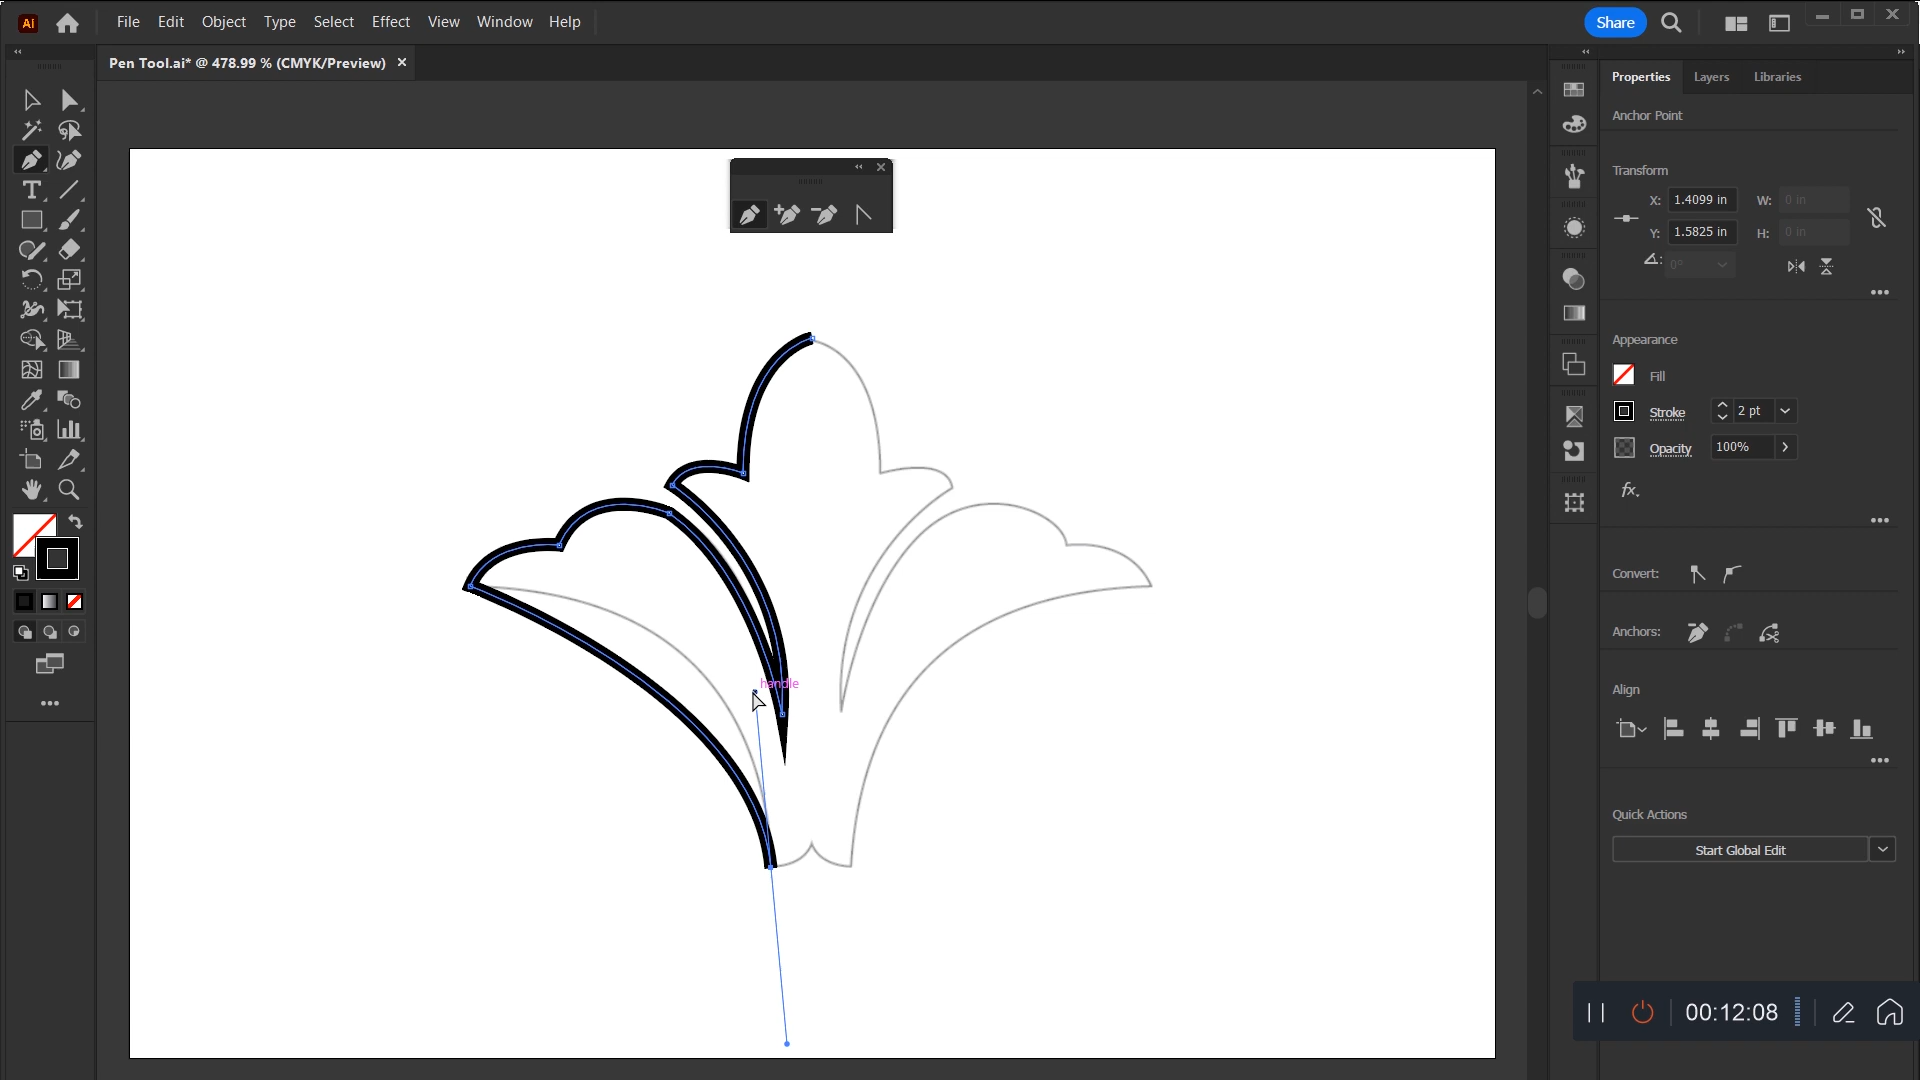 Ai File Edit Object Type Select Effect View Window Help Share
Pen Tool.ai* @ 478.99 % (CMYK/Preview) ×
Properties Layers Libraries
Anchor Point
Transform
X: 1.4099 in W: 0 in
Y: 1.5825 in H: 0 in
0°
Appearance
Fill
Stroke 2 pt
Opacity 100%
fx.
Convert:
Anchors:
Align
handle
Quick Actions
Start Global Edit
00:12:08